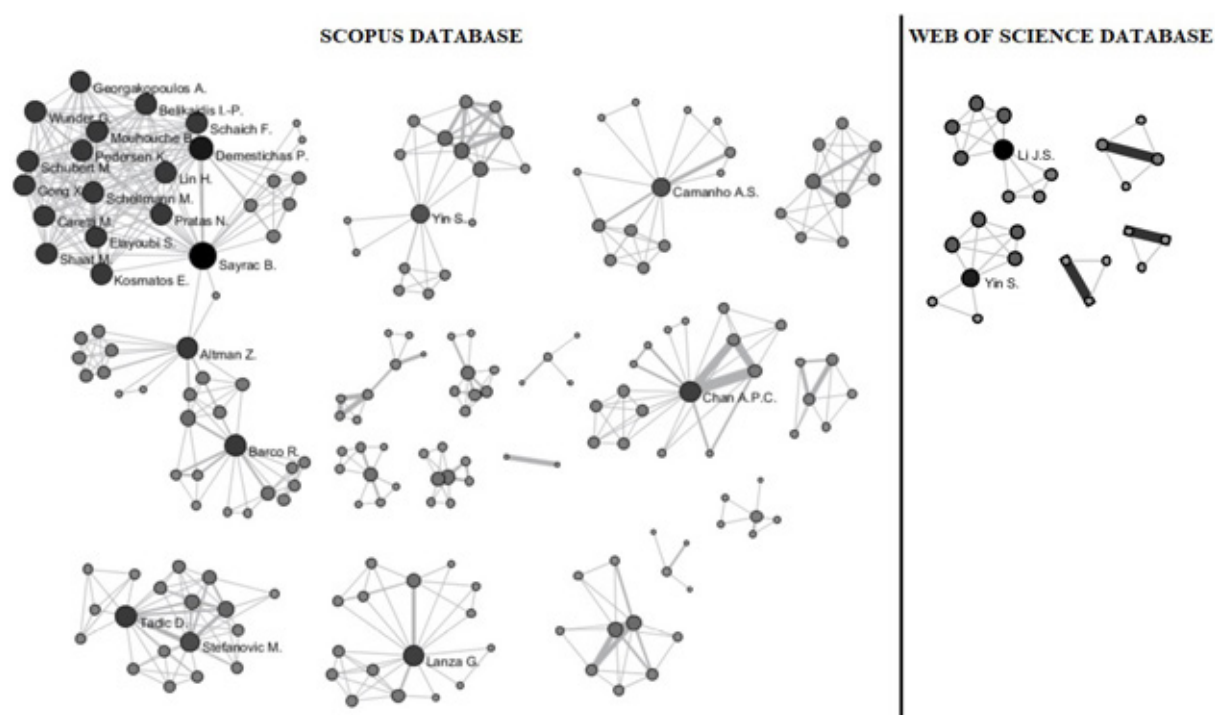 SCOPUS DATABASE
WEB OF SCIENCE DATABASE
Georgakopoulos A.
Wunder G.
Belikaidis I.-P.
Mouhouche B.
Schaich F.
Pedersen K.
Demestichas P.
Schubert M.
Lin H.
Gong X.
Schellmann M.
Caretti M.
Pratas N.
Elayoubi S.
Shaat M.
Sayrac B.
Kosmatos E.
Yin S.
Camanho A.S.
Li J.S.
Yin S.
Altman Z.
Chan A.P.C.
Barco R.
Tadic D.
Stefanovic M.
Lanza G.